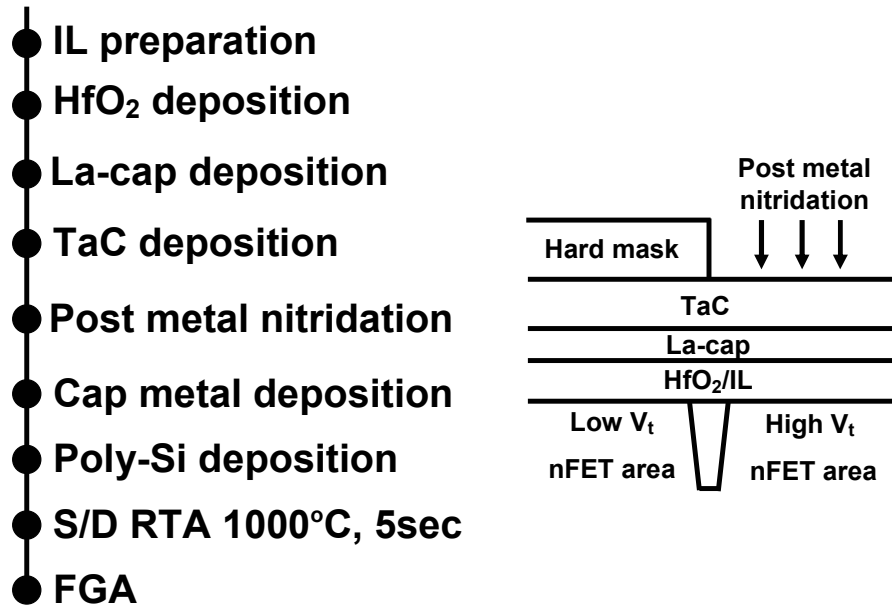 IL preparation
HfO₂ deposition
La-cap deposition
TaC deposition
Post metal nitridation
Cap metal deposition
Poly-Si deposition
S/D RTA 1000°C, 5sec
FGA
Post metal
nitridation
Hard mask
TaC
La-cap
HfO₂/IL
Low Vₜ
nFET area
High Vₜ
nFET area